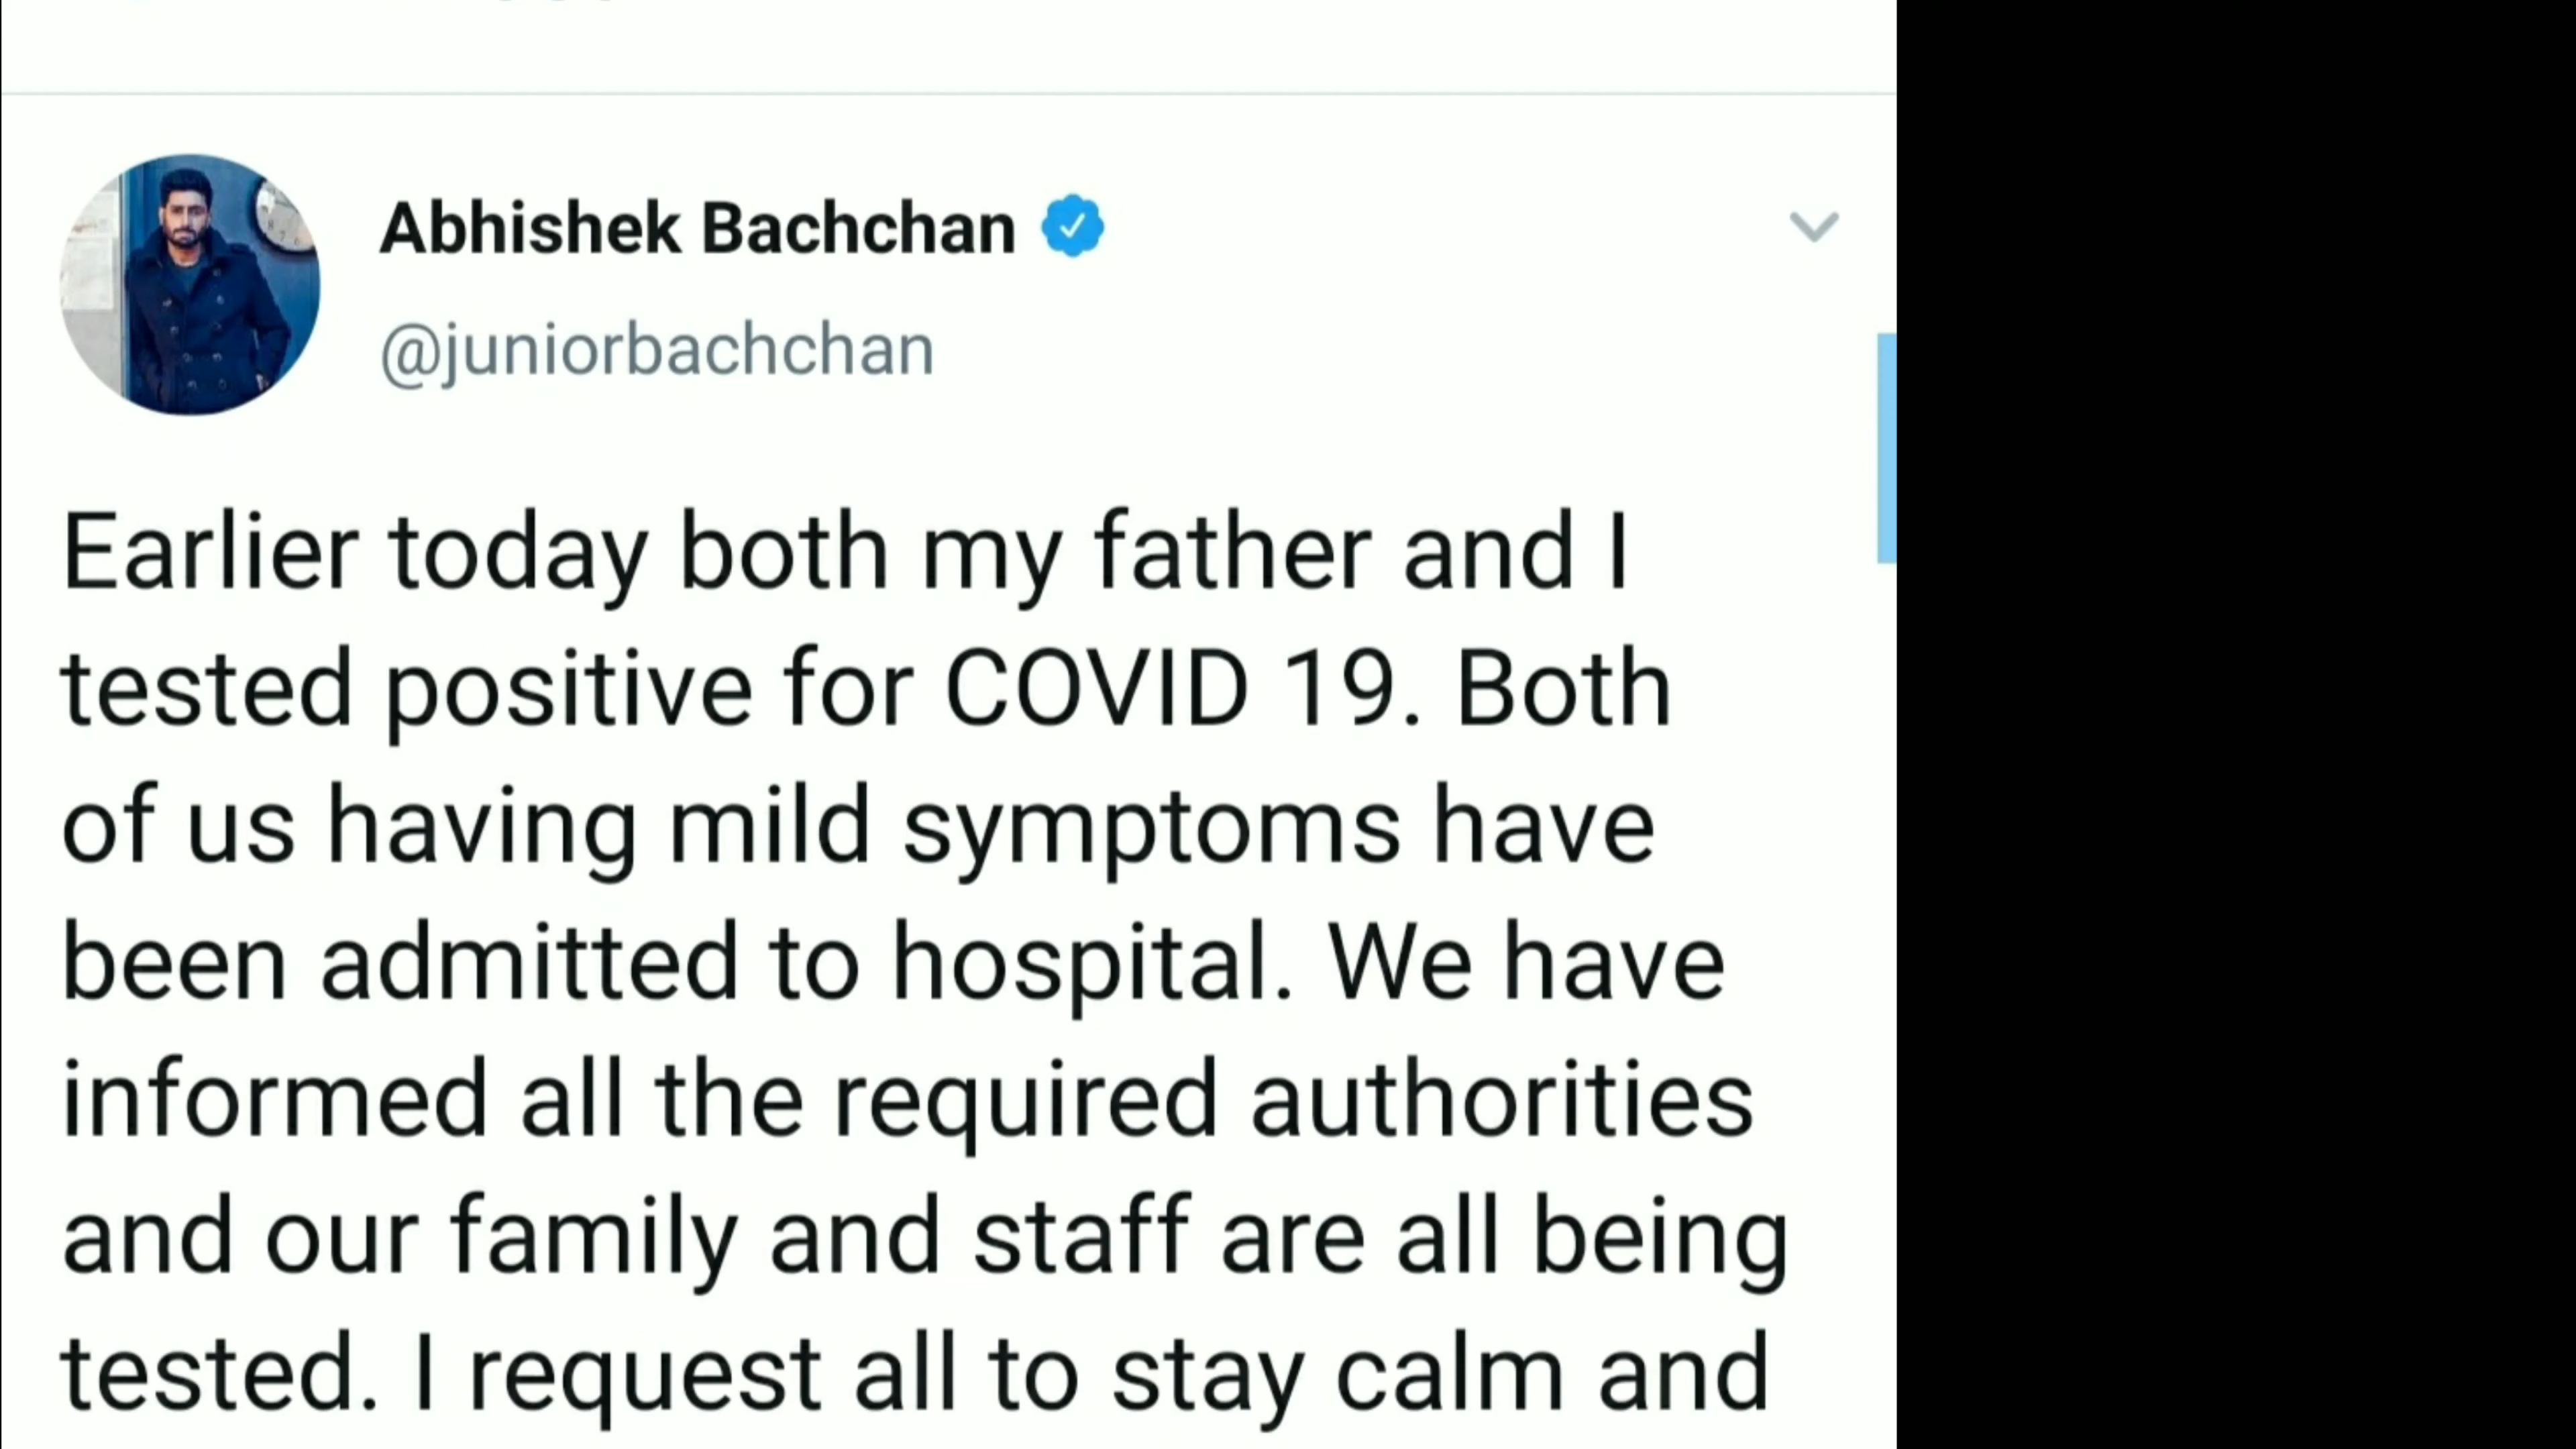 Abhishek Bachchan
@juniorbachchan
Earlier today both my father and I
tested positive for COVID 19. Both
of us having mild symptoms have
been admitted to hospital. We have
informed all the required authorities
and our family and staff are all being
tested. I request all to stay calm and